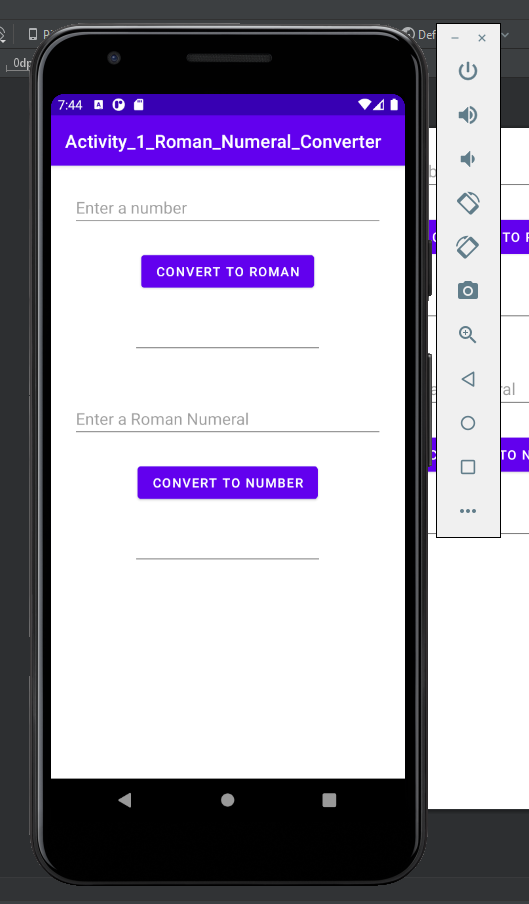 0dp
7:44
Activity_1_Roman_Numeral_Converter
Enter a number
CONVERT TO ROMAN
Enter a Roman Numeral
CONVERT TO NUMBER